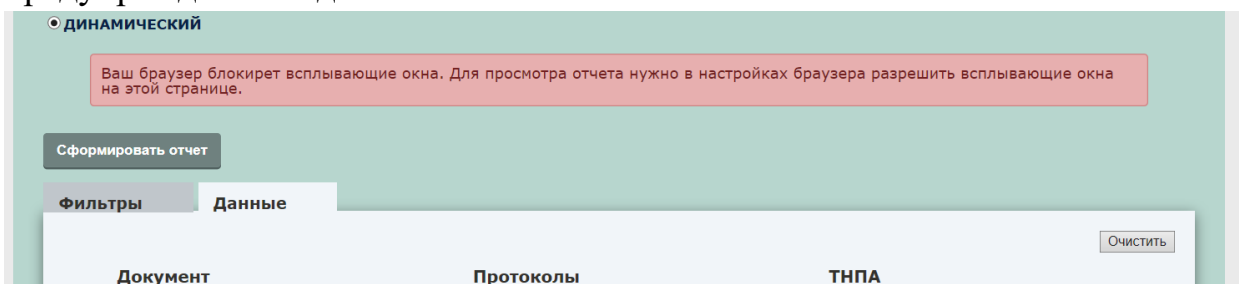 ДИНАМИЧЕСКИЙ
Ваш браузер блокирет всплывающие окна. Для просмотра отчета нужно в настройках браузера разрешить всплывающие окна
на этой странице.
Сформировать отчет
Фильтры Данные
Очистить
Документ Протоколы ТНПА